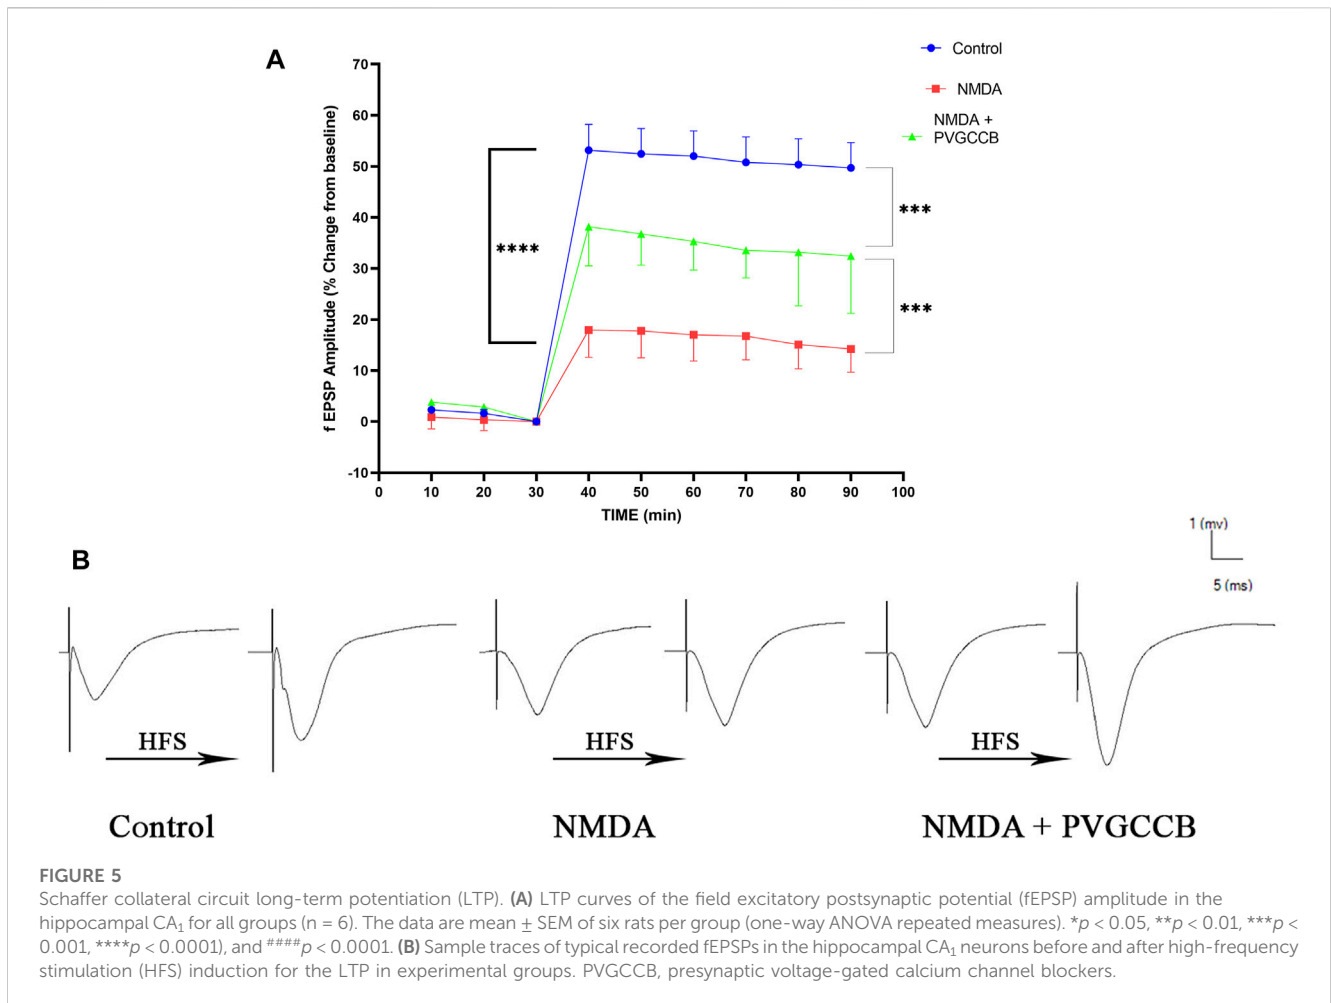 A
Control
NMDA
NMDA +
PVGCCB
f EPSP Amplitude (% Change from baseline)
70
60
50
40
30
20
10
0
-10
****
***
***
0 10 20 30 40 50 60 70 80 90 100
TIME (min)
B
1 (mv)
5 (ms)
HFS HFS HFS
Control NMDA NMDA + PVGCCB
FIGURE 5
Schaffer collateral circuit long-term potentiation (LTP). (A) LTP curves of the field excitatory postsynaptic potential (fEPSP) amplitude in the
hippocampal CA₁ for all groups (n = 6). The data are mean ± SEM of six rats per group (one-way ANOVA repeated measures). *p < 0.05, **p < 0.01, ***p <
0.001, ****p < 0.0001), and ####p < 0.0001. (B) Sample traces of typical recorded fEPSPs in the hippocampal CA₁ neurons before and after high-frequency
stimulation (HFS) induction for the LTP in experimental groups. PVGCCB, presynaptic voltage-gated calcium channel blockers.